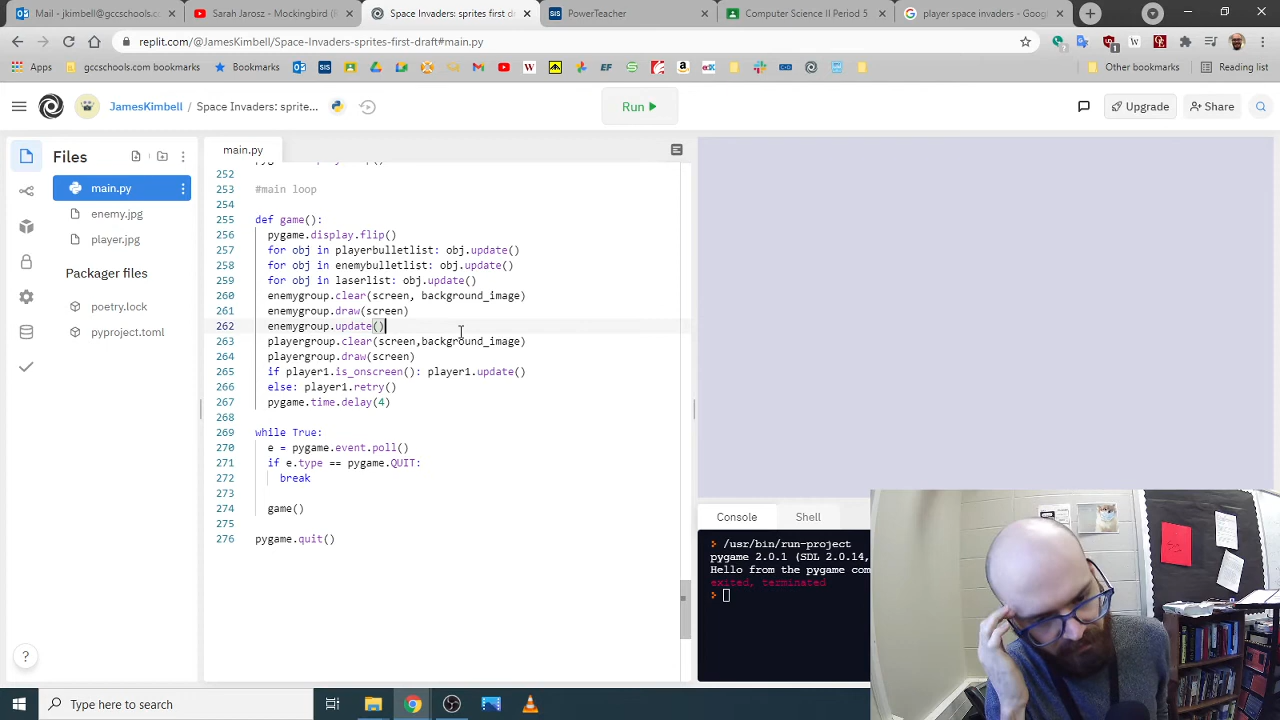 Mail - jkimbell@gccschools.com
Sarah Jarosz - Mockingbird (
Space Invaders: sprites first dr
PowerTeacher
Computer Science II Period 5
player space invaders - Goog
replit.com/@JamesKimbell/Space-Invaders-sprites-first-draft#main.py
Apps
gccschools.com bookmarks
Bookmarks
Other bookmarks
Reading list
JamesKimbell / Space Invaders: sprite...
Run
Upgrade
Share
Files
main.py
enemy.jpg
player.jpg
Packager files
poetry.lock
pyproject.toml
main.py
252
253 #main loop
254
255 def game():
256 pygame.display.flip()
257 for obj in playerbulletlist: obj.update()
258 for obj in enemybulletlist: obj.update()
259 for obj in laserlist: obj.update()
260 enemygroup.clear(screen, background_image)
261 enemygroup.draw(screen)
262 enemygroup.update()
263 playergroup.clear(screen,background_image)
264 playergroup.draw(screen)
265 if player1.is_onscreen(): player1.update()
266 else: player1.retry()
267 pygame.time.delay(4)
268
269 while True:
270 e = pygame.event.poll()
271 if e.type == pygame.QUIT:
272 break
273
274 game()
275
276 pygame.quit()
Console
Shell
/usr/bin/run-project
pygame 2.0.1 (SDL 2.0.14,
Hello from the pygame com
exited, terminated
?
Type here to search